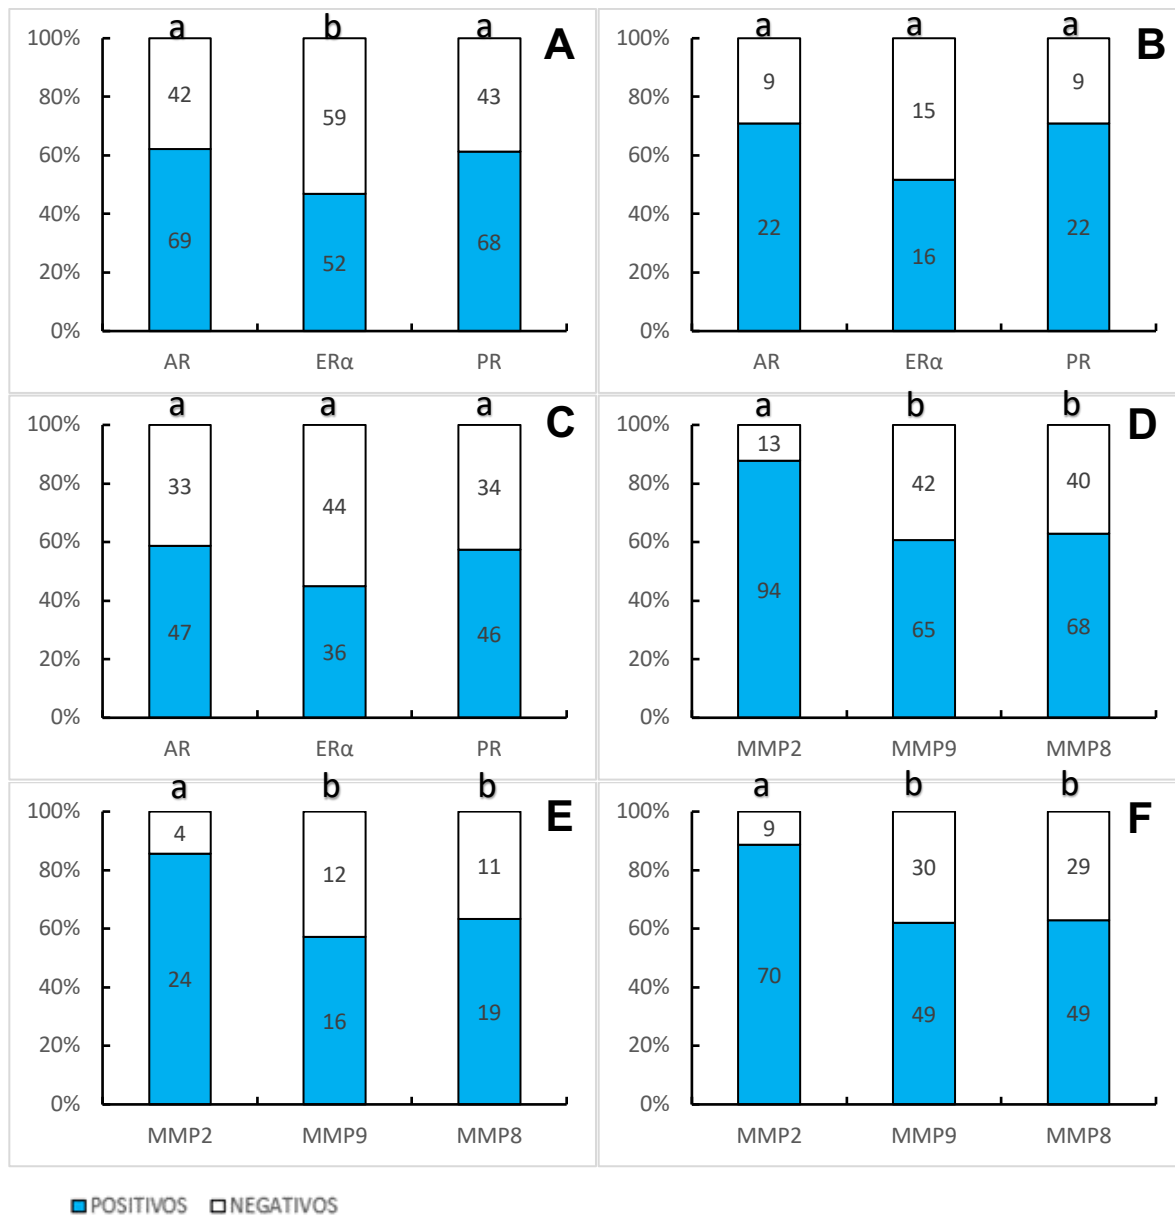 a b a A
100%
80%
60%
40%
20%
0%
42 59 43
69 52 68
AR ERα PR
a a a B
100%
80%
60%
40%
20%
0%
9 15 9
22 16 22
AR ERα PR
a a a C
100%
80%
60%
40%
20%
0%
33 44 34
47 36 46
AR ERα PR
a b b D
100%
80%
60%
40%
20%
0%
13 42 40
94 65 68
MMP2 MMP9 MMP8
a b b E
100%
80%
60%
40%
20%
0%
4 12 11
24 16 19
MMP2 MMP9 MMP8
a b b F
100%
80%
60%
40%
20%
0%
9 30 29
70 49 49
MMP2 MMP9 MMP8
POSITIVOS NEGATIVOS